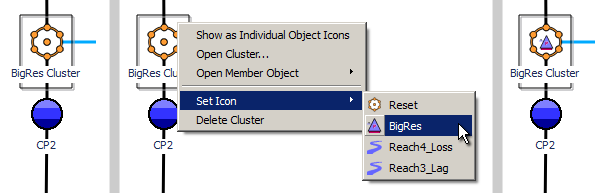 BigRes Cluster
CP2
BigRes Cluster
CP2
Show as Individual Object Icons
Open Cluster...
Open Member Object
Set Icon
Delete Cluster
Reset
BigRes
Reach4_Loss
Reach3_Lag
BigRes Cluster
CP2